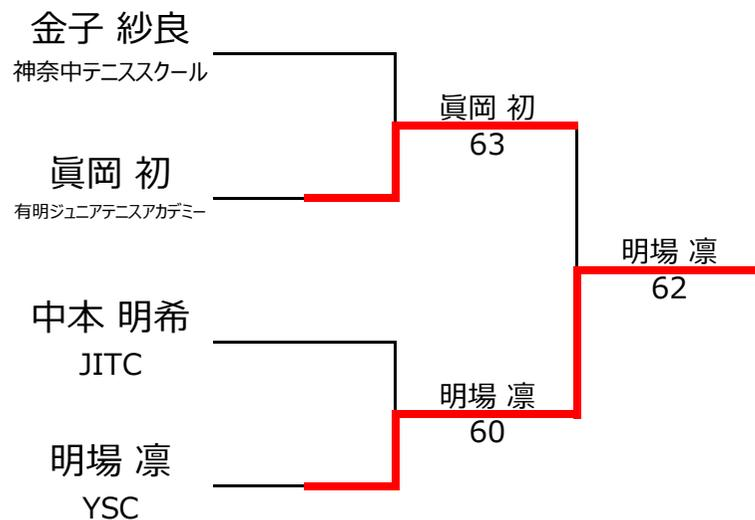 金子 紗良
神奈中テニススクール
眞岡 初
63
眞岡 初
有明ジュニアテニスアカデミー
明場 凛
62
中本 明希
JITC
明場 凛
60
明場 凛
YSC